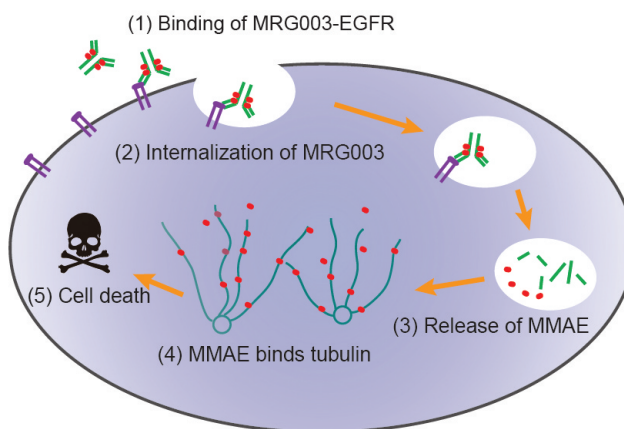 (1) Binding of MRG003-EGFR
(2) Internalization of MRG003
(3) Release of MMAE
(4) MMAE binds tubulin
(5) Cell death